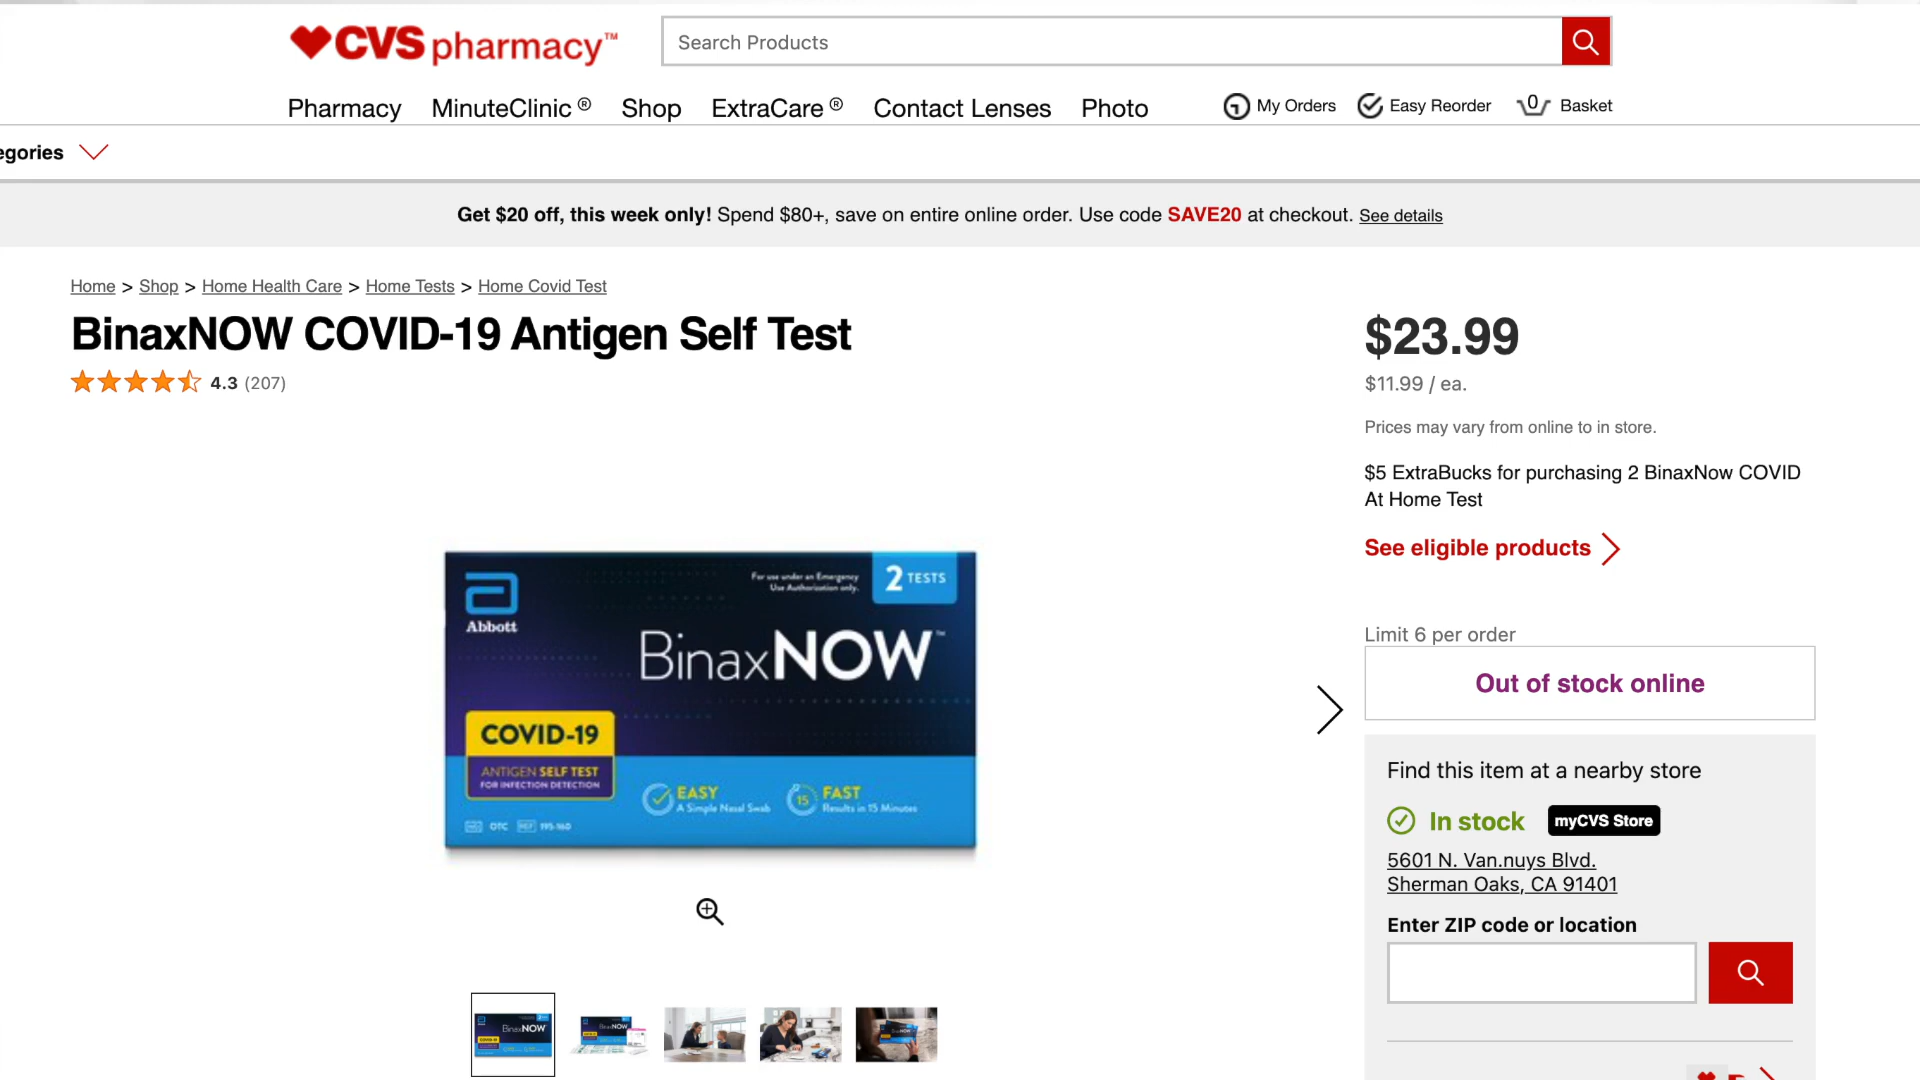 CVS pharmacy™
Search Products
Pharmacy MinuteClinic® Shop ExtraCare® Contact Lenses Photo
My Orders Easy Reorder 0 Basket
egories
Get $20 off, this week only! Spend $80+, save on entire online order. Use code SAVE20 at checkout. See details
Home > Shop > Home Health Care > Home Tests > Home Covid Test
BinaxNOW COVID-19 Antigen Self Test
4.3 (207)
$23.99
$11.99 / ea.
Prices may vary from online to in store.
$5 ExtraBucks for purchasing 2 BinaxNow COVID
At Home Test
See eligible products
Limit 6 per order
Out of stock online
Find this item at a nearby store
In stock myCVS Store
5601 N. Van.nuys Blvd.
Sherman Oaks, CA 91401
Enter ZIP code or location
Abbott
For use under an Emergency
Use Authorization only.
2 TESTS
BinaxNOW™
COVID-19
ANTIGEN SELF TEST
FOR INFECTION DETECTION
EASY
A Simple Nasal Swab
15
FAST
Results in 15 Minutes
OTC REF 195-160
BinaxNOW